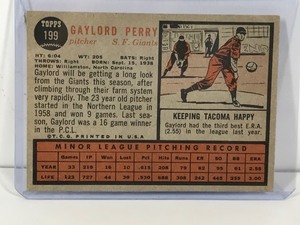 TOPPS
199
GAYLORD PERRY
pitcher S. F. Giants
HT: 6:04 WT: 205 Bats: Right
Throws: Right Born: Sept. 15, 1938
Home: Williamston, North Carolina
Gaylord will be getting a long look
from the Giants this season, after
climbing through their farm system
very rapidly. The 23 year old pitcher
started in the Northern League in
1958 and won 9 games. Last sea-
son, Gaylord was a 16 game winner
in the P.C.L.
©T.C.G. PRINTED IN U.S.A.
KEEPING TACOMA HAPPY
Gaylord had the third best E.R.A.
(2.55) in the league last year.
MINOR LEAGUE PITCHING RECORD
YEAR
LIFE